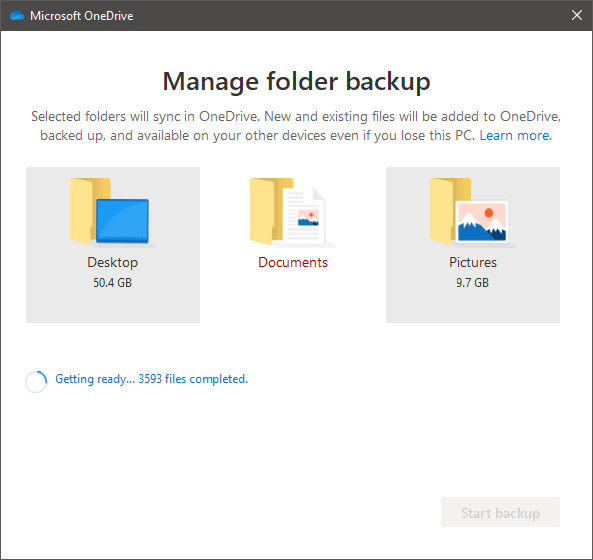 Microsoft OneDrive
Manage folder backup
Selected folders will sync in OneDrive. New and existing files will be added to OneDrive,
backed up, and available on your other devices even if you lose this PC. Learn more.
Desktop
50.4 GB
Documents
Pictures
9.7 GB
Getting ready... 3593 files completed.
Start backup